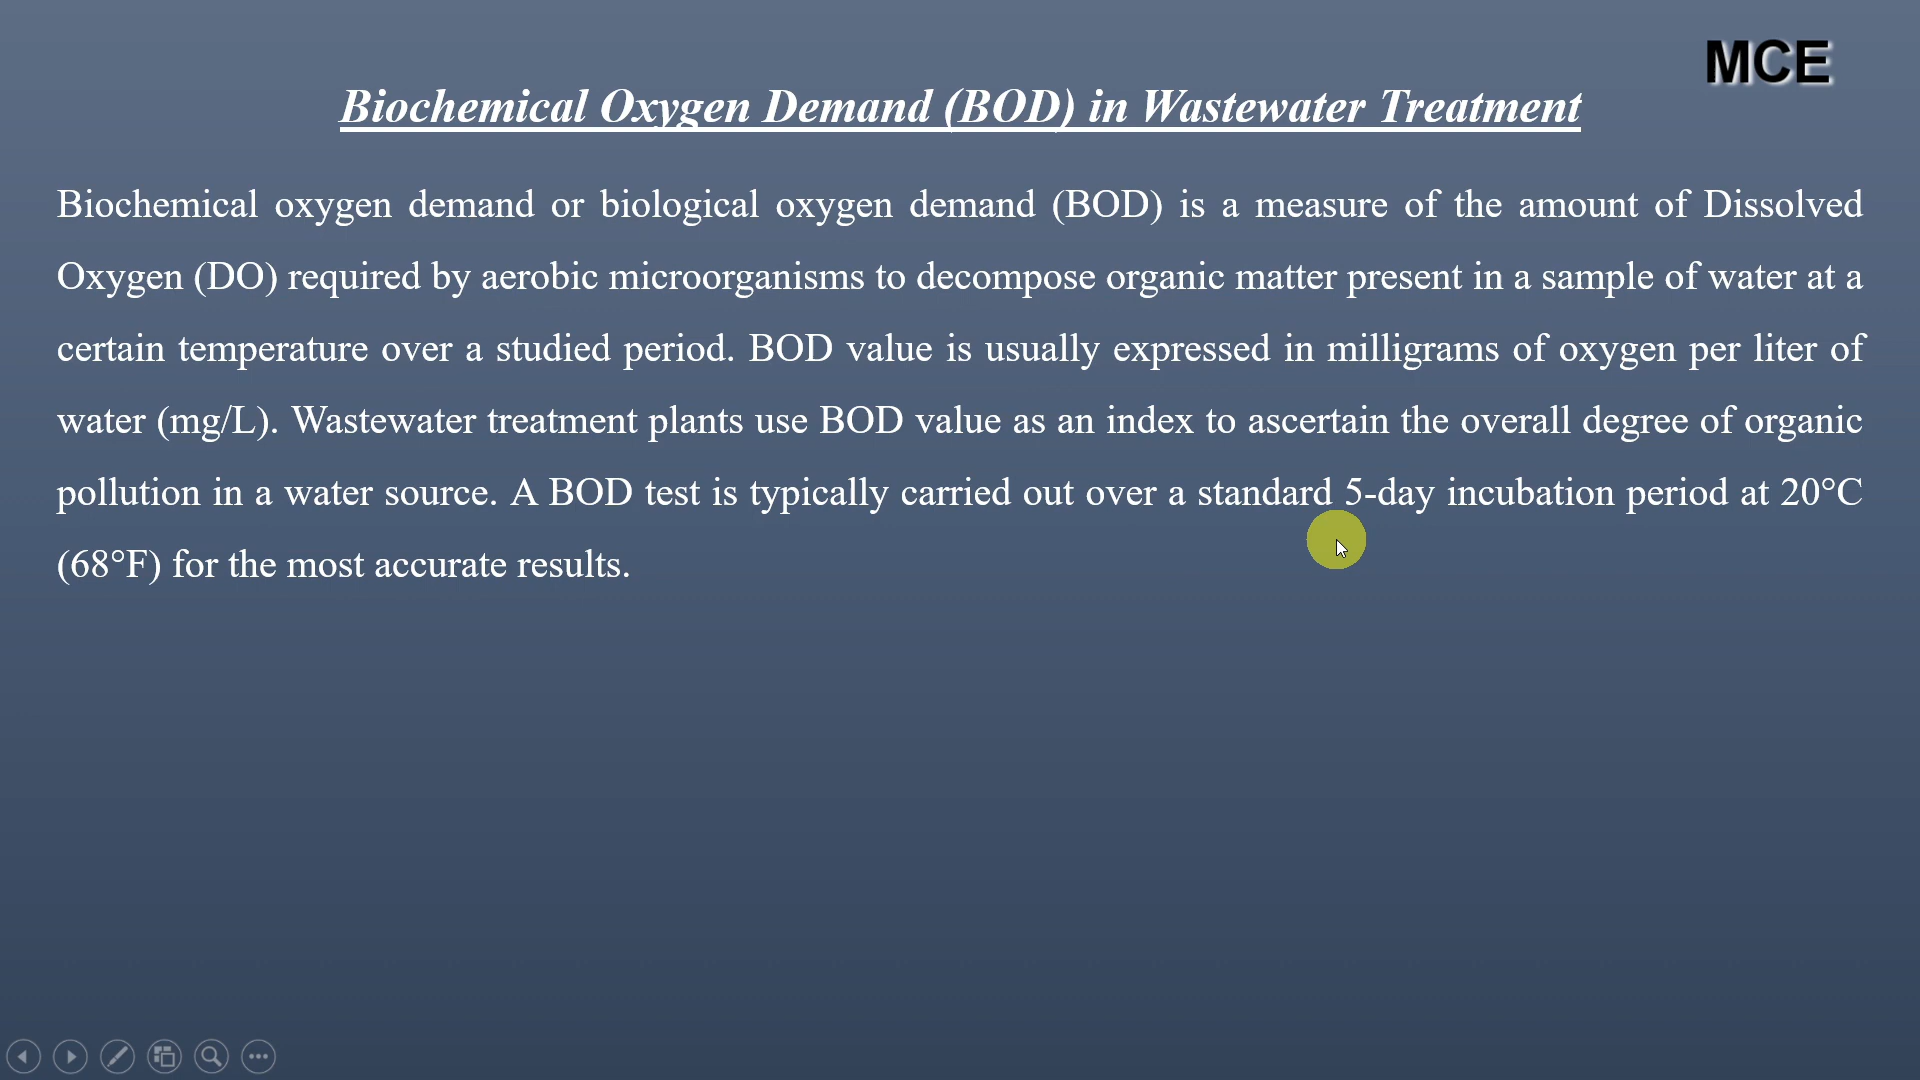 MCE
Biochemical Oxygen Demand (BOD) in Wastewater Treatment
Biochemical oxygen demand or biological oxygen demand (BOD) is a measure of the amount of Dissolved
Oxygen (DO) required by aerobic microorganisms to decompose organic matter present in a sample of water at a
certain temperature over a studied period. BOD value is usually expressed in milligrams of oxygen per liter of
water (mg/L). Wastewater treatment plants use BOD value as an index to ascertain the overall degree of organic
pollution in a water source. A BOD test is typically carried out over a standard 5-day incubation period at 20°C
(68°F) for the most accurate results.